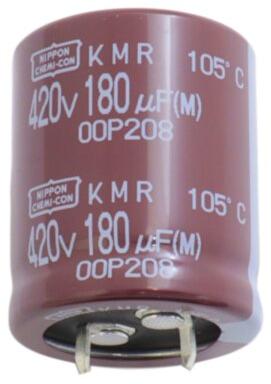 NIPPON CHEMI-CON KMR 105°C
420V 180 µF(M)
00P208
NIPPON CHEMI-CON KMR 105°C
420V 180 µF(M)
00P208